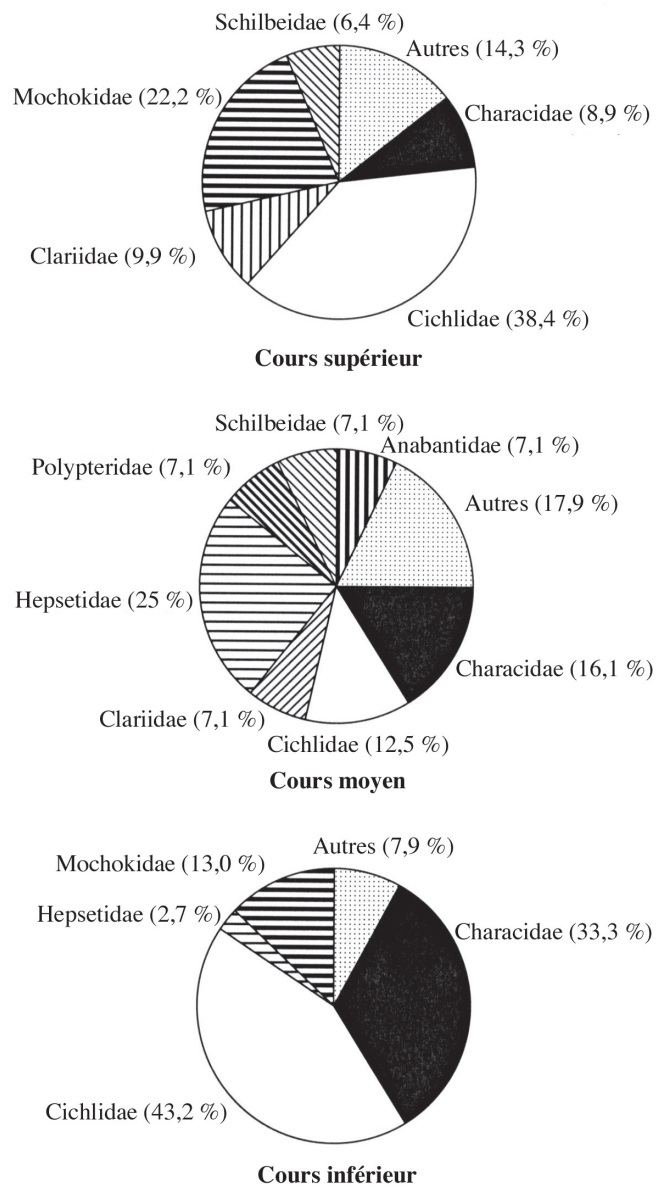 Schilbeidae (6,4 %)
Autres (14,3 %)
Mochokidae (22,2 %)
Characidae (8,9 %)
Clariidae (9,9 %)
Cichlidae (38,4 %)
Cours supérieur
Schilbeidae (7,1 %)
Anabantidae (7,1 %)
Polypteridae (7,1 %)
Autres (17,9 %)
Hepsetidae (25 %)
Characidae (16,1 %)
Clariidae (7,1 %)
Cichlidae (12,5 %)
Cours moyen
Autres (7,9 %)
Mochokidae (13,0 %)
Hepsetidae (2,7 %)
Characidae (33,3 %)
Cichlidae (43,2 %)
Cours inférieur